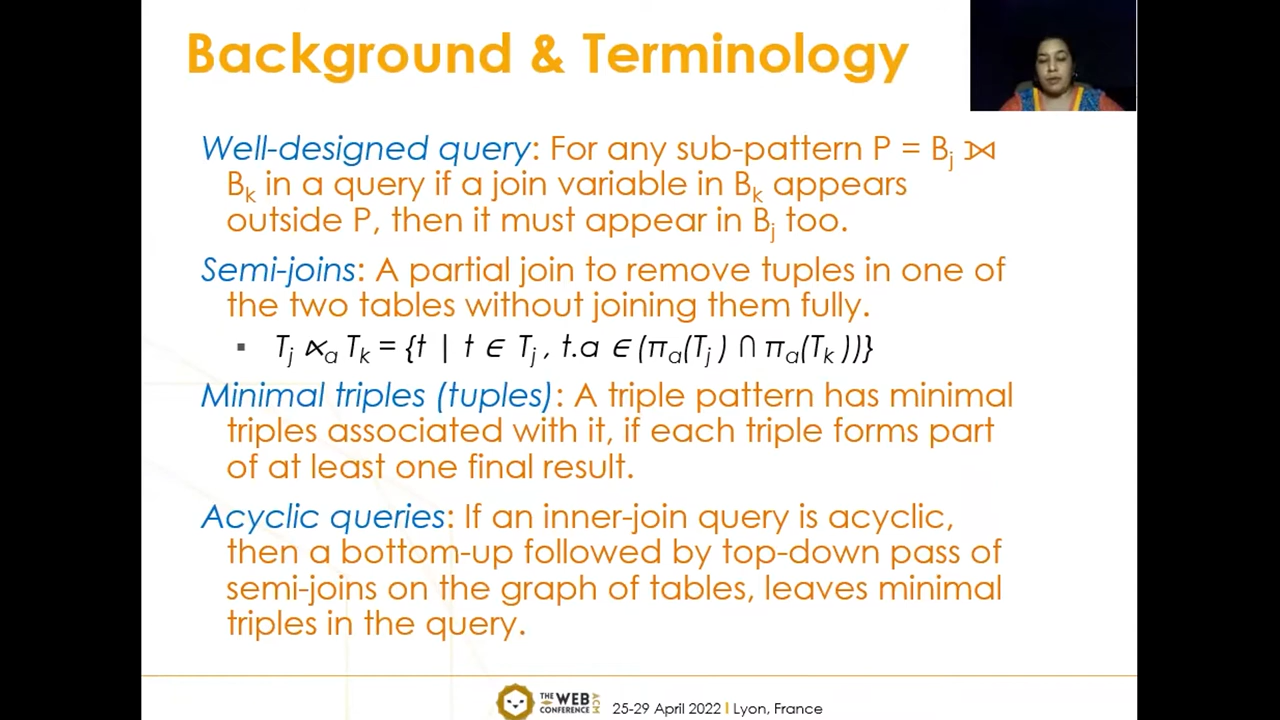 Background & Terminology
Well-designed query: For any sub-pattern P = Bj ⟕
Bk in a query if a join variable in Bk appears
outside P, then it must appear in Bj too.
Semi-joins: A partial join to remove tuples in one of
the two tables without joining them fully.
▪ Tj ⋉a Tk = {t | t ∈ Tj , t.a ∈ (πa(Tj ) ∩ πa(Tk ))}
Minimal triples (tuples): A triple pattern has minimal
triples associated with it, if each triple forms part
of at least one final result.
Acyclic queries: If an inner-join query is acyclic,
then a bottom-up followed by top-down pass of
semi-joins on the graph of tables, leaves minimal
triples in the query.
THE WEB CONFERENCE ACM
25-29 April 2022 | Lyon, France